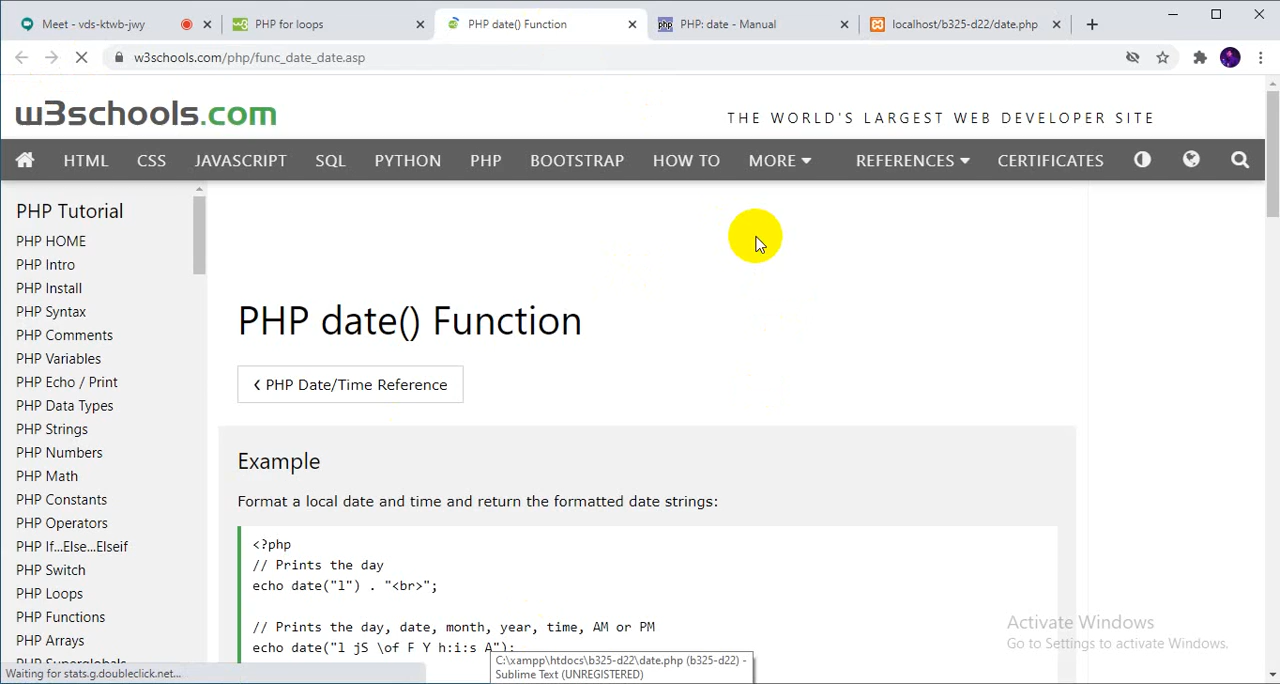 Meet - vds-ktwb-jwy
PHP for loops
PHP date() Function
PHP: date - Manual
localhost/b325-d22/date.php
w3schools.com/php/func_date_date.asp
w3schools.com
THE WORLD'S LARGEST WEB DEVELOPER SITE
HTML CSS JAVASCRIPT SQL PYTHON PHP BOOTSTRAP HOW TO MORE REFERENCES CERTIFICATES
PHP Tutorial
PHP HOME
PHP Intro
PHP Install
PHP Syntax
PHP Comments
PHP Variables
PHP Echo / Print
PHP Data Types
PHP Strings
PHP Numbers
PHP Math
PHP Constants
PHP Operators
PHP If...Else...Elseif
PHP Switch
PHP Loops
PHP Functions
PHP Arrays
PHP Superglobals
PHP date() Function
‹ PHP Date/Time Reference
Example
Format a local date and time and return the formatted date strings:
<?php
// Prints the day
echo date("l") . "<br>";
// Prints the day, date, month, year, time, AM or PM
echo date("l jS \of F Y h:i:s A");
Activate Windows
Go to Settings to activate Windows.
C:\xampp\htdocs\b325-d22\date.php (b325-d22) -
Sublime Text (UNREGISTERED)
Waiting for stats.g.doubleclick.net...